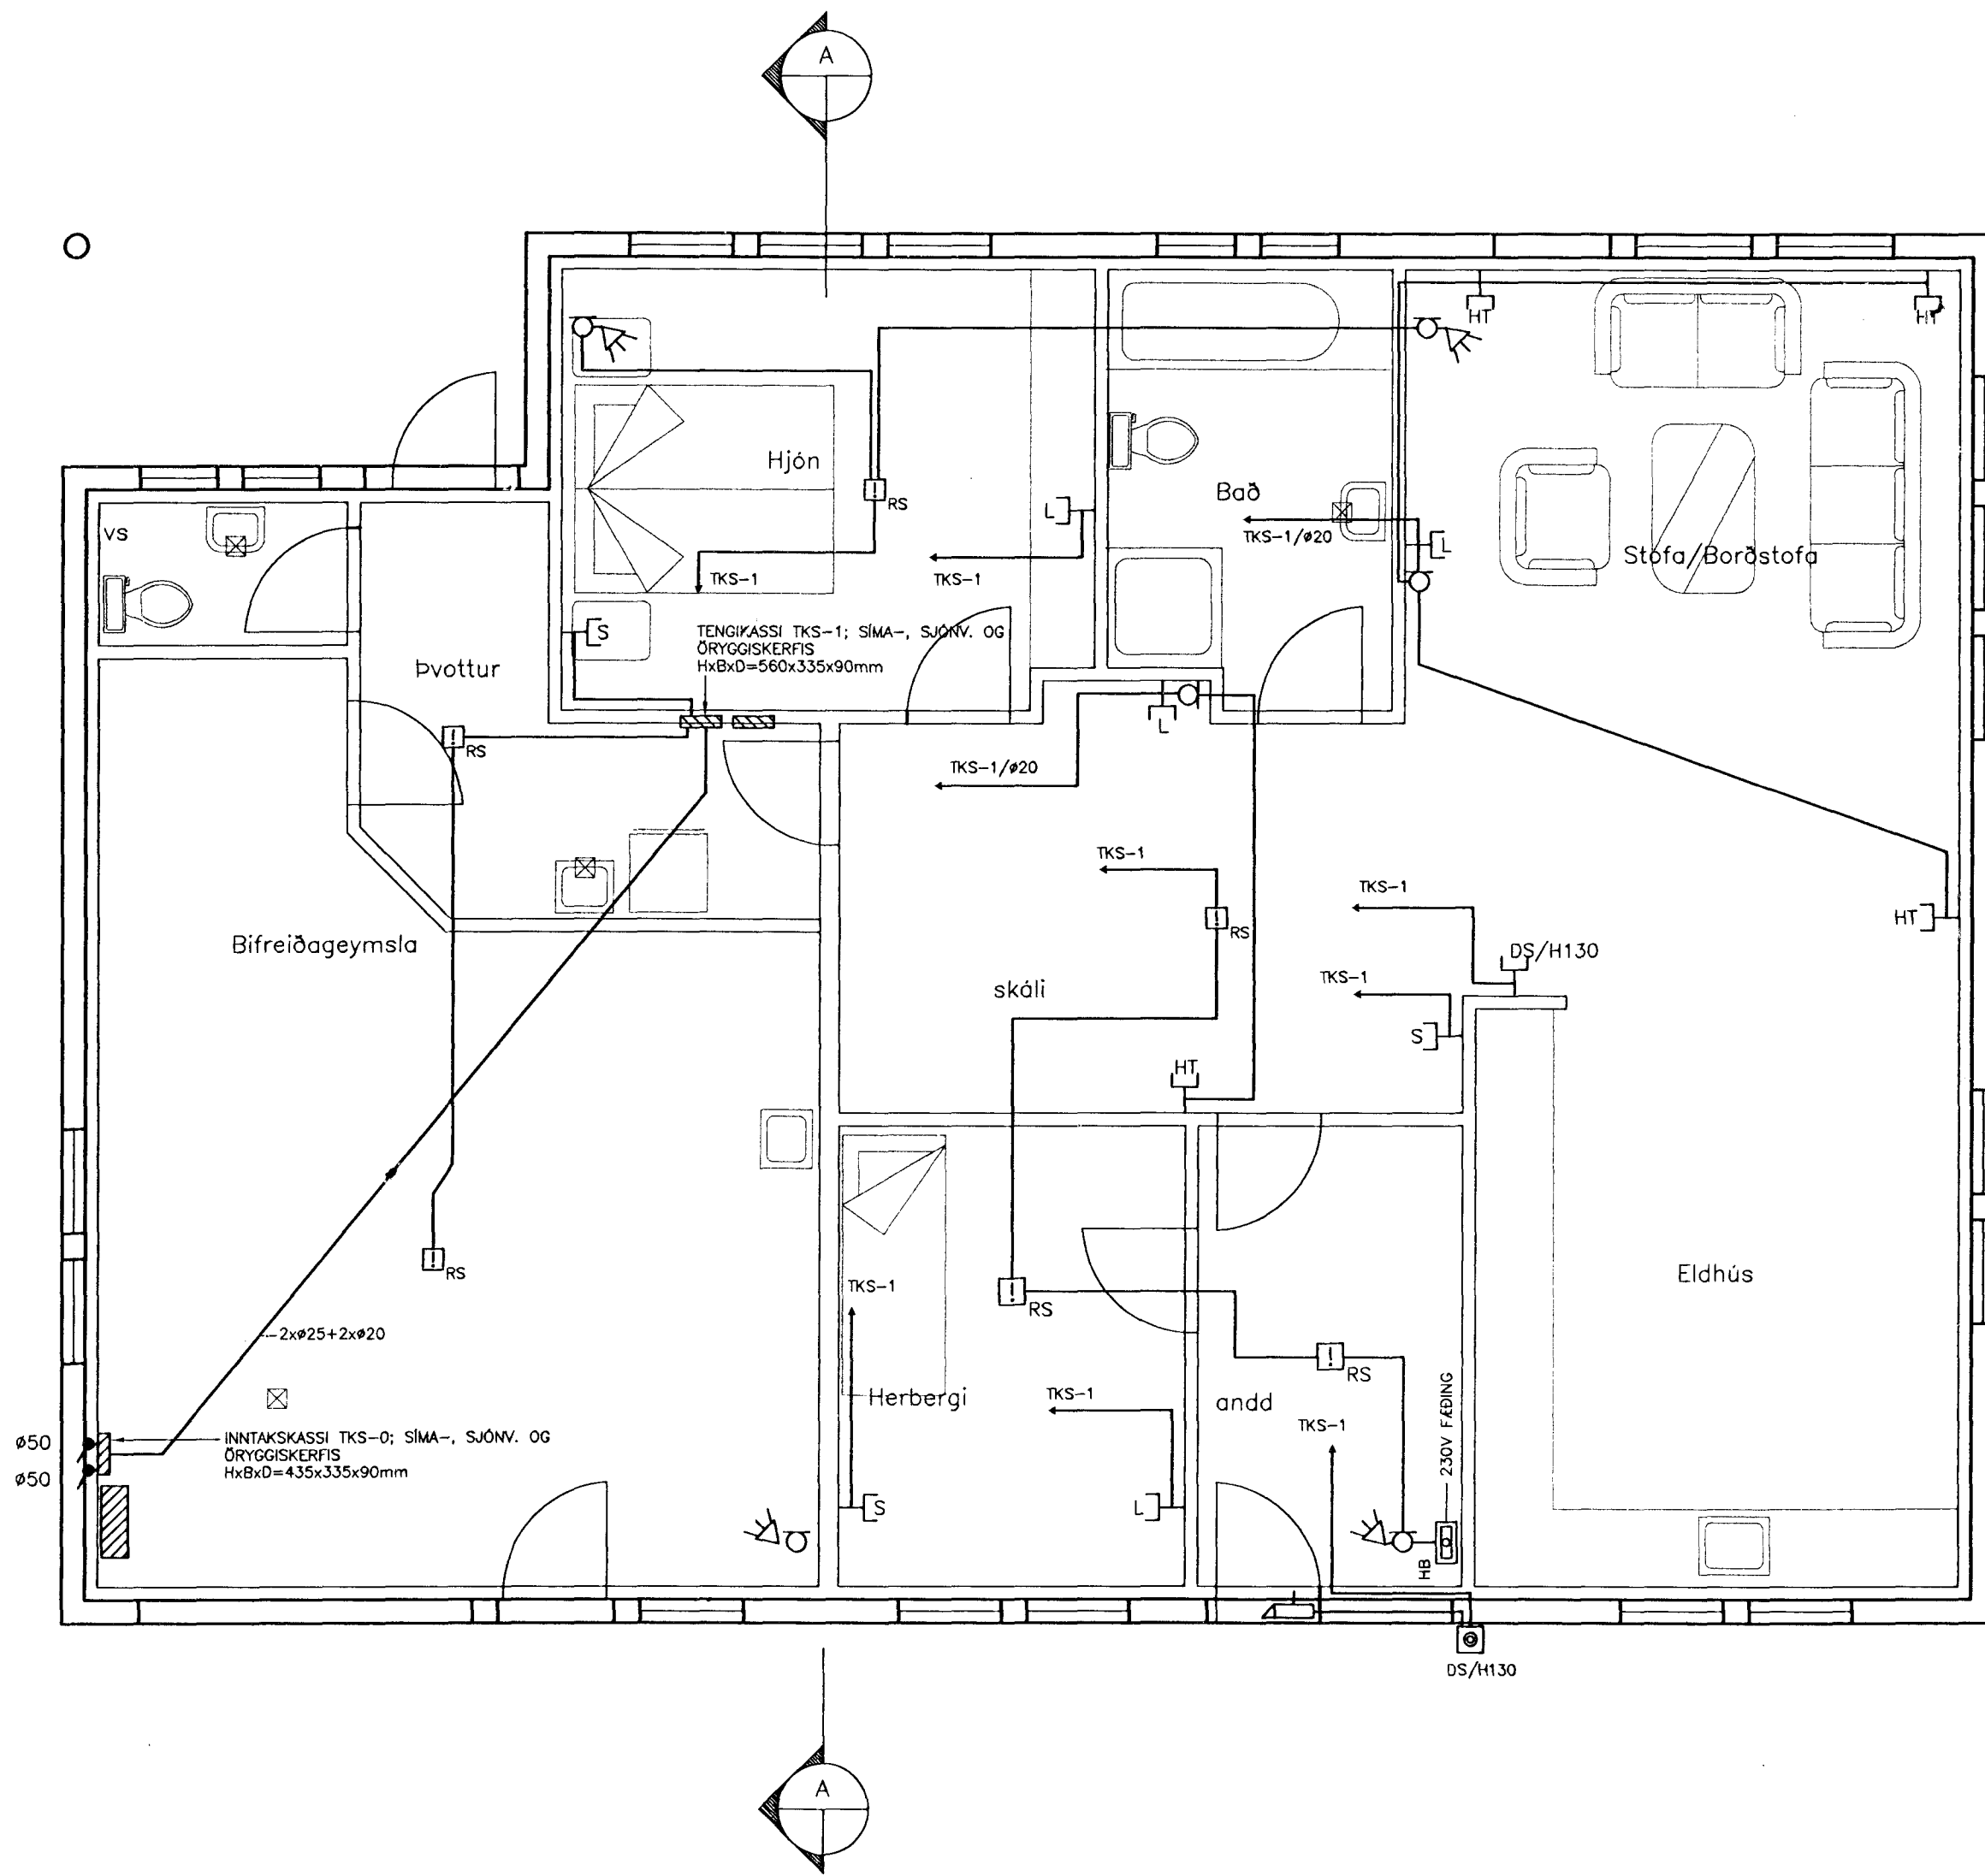 A
HT
HT
Hjón
RS
L
Bað
TKS-1/ø20
L
Stofa/Borðstofa
vs
TKS-1
TKS-1
S
TENGIKASSI TKS-1; SÍMA-, SJÓNV. OG
ÖRYGGISKERFIS
HxBxD=560x335x90mm
Þvottur
RS
L
TKS-1/ø20
TKS-1
TKS-1
RS
HT
Bifreiðageymsla
DS/H130
TKS-1
skáli
S
HT
RS
TKS-1
RS
Eldhús
2xø25+2xø20
RS
Herbergi
TKS-1
andd
TKS-1
230V FÆÐING
ø50
ø50
INNTAKSKASSI TKS-0; SÍMA-, SJÓNV. OG
ÖRYGGISKERFIS
HxBxD=435x335x90mm
S
L
HB
DS/H130
A